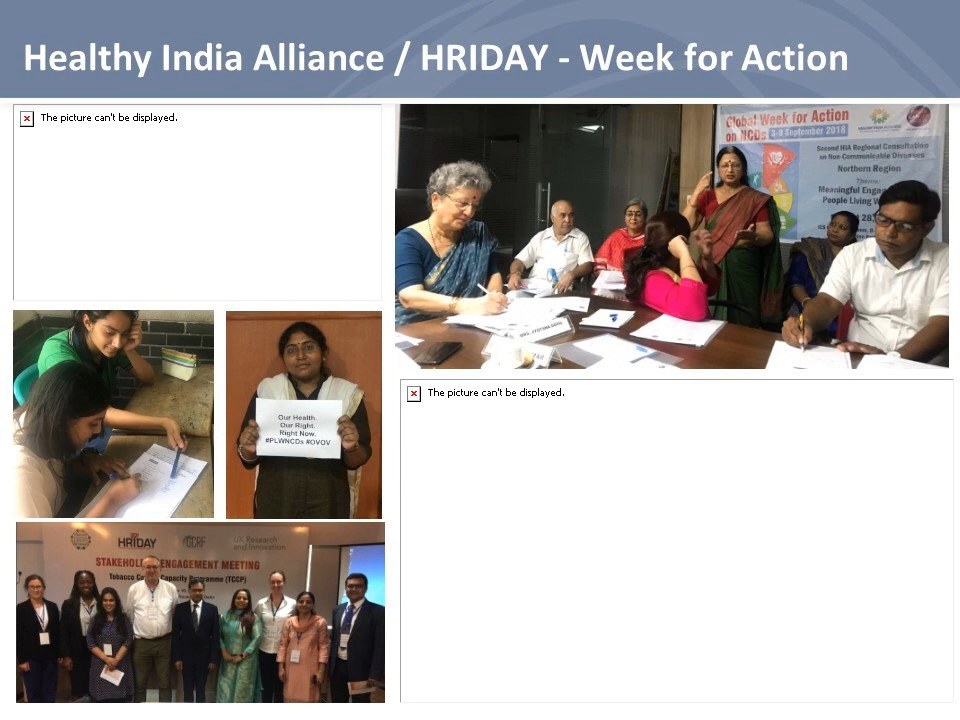 Healthy India Alliance / HRIDAY - Week for Action
The picture can't be displayed.
Global Week for Action
on NCDs 3-9 September 2018
Second HIA Regional Consultation
on Non-Communicable Diseases
Northern Region
Theme:
Meaningful
People Living
The picture can't be displayed.
Our Health.
Our Right.
Right Now.
#PLWNCDs #OVOV
HRIDAY
UK Research
and Innovation
ENGAGEMENT MEETING
Tobacco Capacity Programme (TCCP)